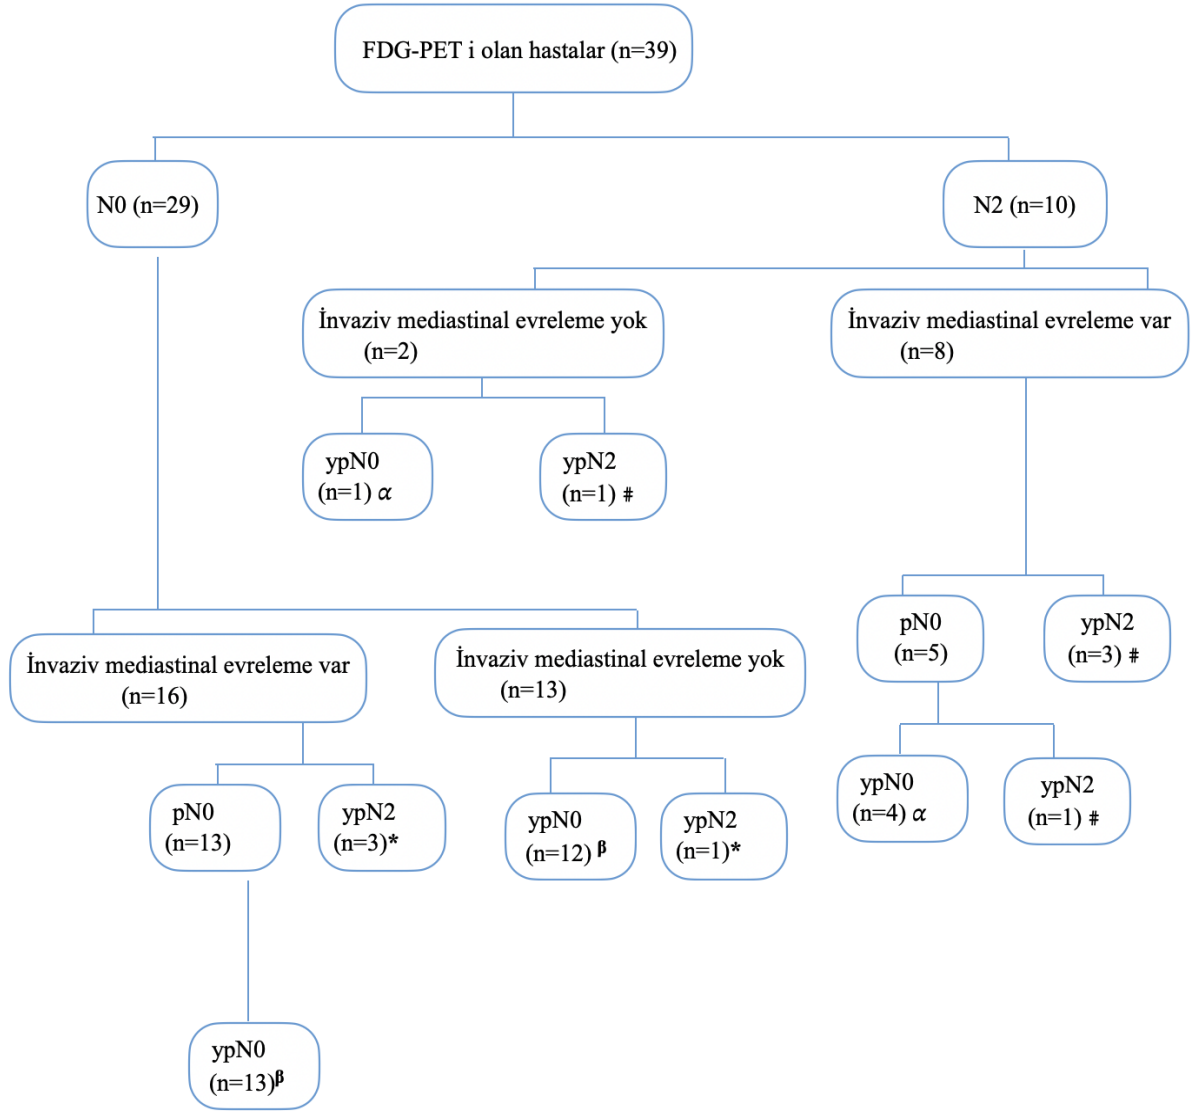 FDG-PET i olan hastalar (n=39)
N0 (n=29)
N2 (n=10)
İnvaziv mediastinal evreleme yok
(n=2)
İnvaziv mediastinal evreleme var
(n=8)
ypN0
(n=1) α
ypN2
(n=1) #
pN0
(n=5)
ypN2
(n=3) #
İnvaziv mediastinal evreleme var
(n=16)
İnvaziv mediastinal evreleme yok
(n=13)
pN0
(n=13)
ypN2
(n=3)*
ypN0
(n=12) β
ypN2
(n=1)*
ypN0
(n=4) α
ypN2
(n=1) #
ypN0
(n=13)β